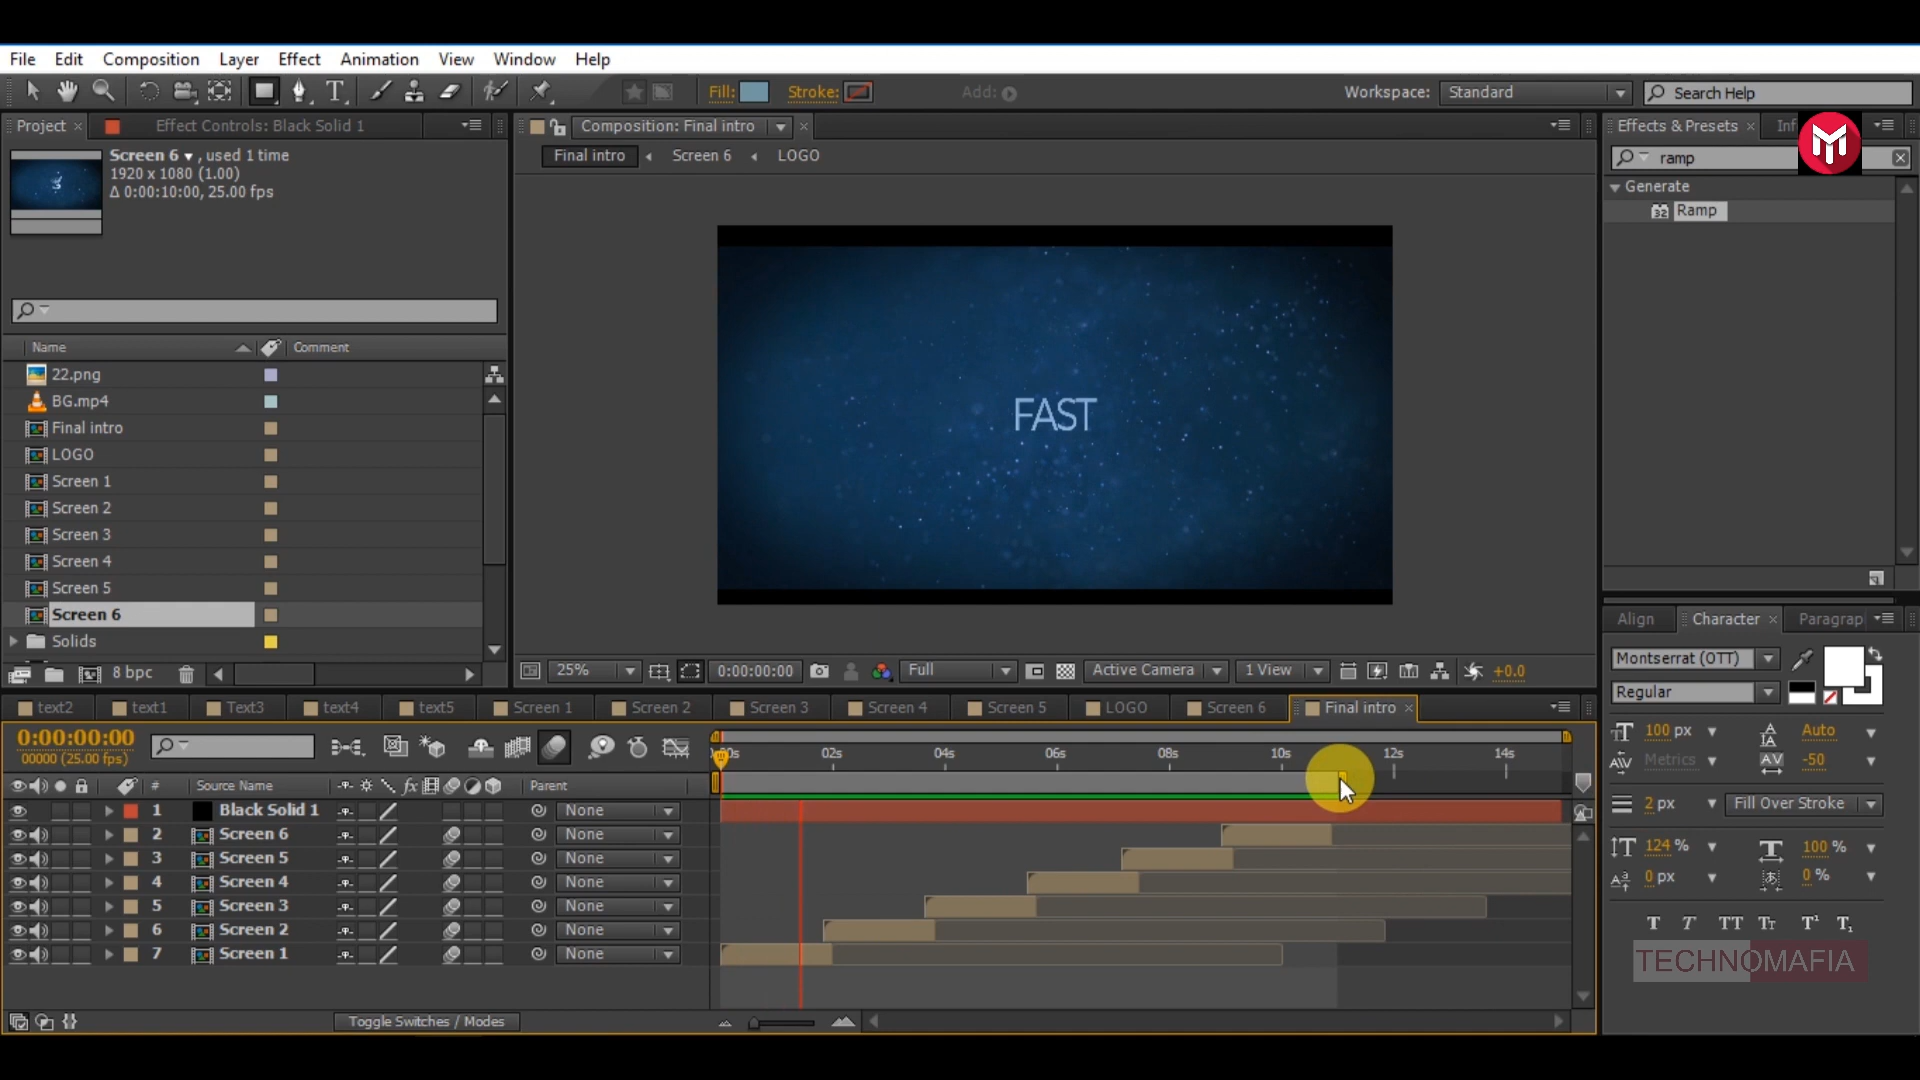 File Edit Composition Layer Effect Animation View Window Help
Fill: Stroke: Add: Workspace: Standard Search Help
Project × Effect Controls: Black Solid 1 Composition: Final intro × Effects & Presets ×
Screen 6 , used 1 time
1920 x 1080 (1.00)
Δ 0:00:10:00, 25.00 fps
Final intro Screen 6 LOGO
ramp
Generate
32 Ramp
FAST
Name Comment
22.png
BG.mp4
Final intro
LOGO
Screen 1
Screen 2
Screen 3
Screen 4
Screen 5
Screen 6
Solids
8 bpc
25% 0:00:00:00 Full Active Camera 1 View +0.0
Align Character × Paragrap
Montserrat (OTT)
Regular
100 px Auto
Metrics -50
2 px Fill Over Stroke
124 % 100 %
0 px 0 %
T T TT Tt T¹ T₁
TECHNOMAFIA
text2 text1 Text3 text4 text5 Screen 1 Screen 2 Screen 3 Screen 4 Screen 5 LOGO Screen 6 Final intro ×
0:00:00:00
00000 (25.00 fps)
02s 04s 06s 08s 10s 12s 14s
# Source Name fx Parent
1 Black Solid 1 None
2 Screen 6 None
3 Screen 5 None
4 Screen 4 None
5 Screen 3 None
6 Screen 2 None
7 Screen 1 None
Toggle Switches / Modes